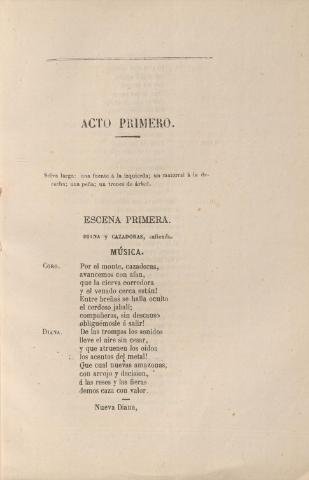 ACTO PRIMERO.
Selva larga: una fuente á la izquierda; un matorral á la de-
recha; una peña; un tronco de árbol.
ESCENA PRIMERA.
DIANA y CAZADORAS, saliendo.
MÚSICA.
CORO. Por el monte, cazadoras,
avancemos con afan,
que la cierva corredora
y el venado cerca están!
Entre breñas se halla oculto
el cerdoso jabalí;
compañeras, sin descanso
obliguémosle á salir!
DIANA. De las trompas los sonidos
lleve el aire sin cesar,
y que atruenen los oidos
los acentos del metal!
Que cual nuevas amazonas,
con arrojo y decision,
á las reses y las fieras
demos caza con valor.
Nueva Diana,